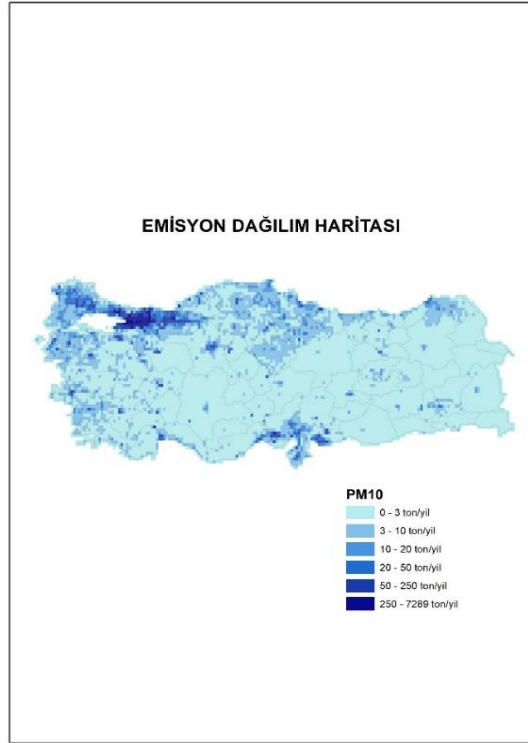 EMİSYON DAĞILIM HARİTASI
PM10
0 - 3 ton/yil
3 - 10 ton/yil
10 - 20 ton/yil
20 - 50 ton/yil
50 - 250 ton/yil
250 - 7289 ton/yil